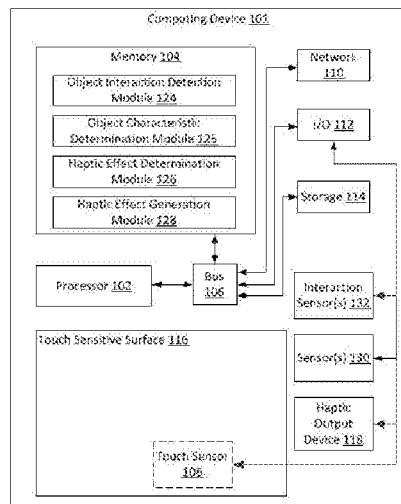 Computing Device 101
Memory 104
Object Interaction Detection
Module 124
Object Characteristic
Determination Module 125
Haptic Effect Determination
Module 126
Haptic Effect Generation
Module 128
Network
110
I/O 112
Storage 114
Processor 102
Bus
106
Interaction
Sensor(s) 132
Touch Sensitive Surface 116
Sensor(s) 130
Haptic
Output
Device 118
Touch Sensor
108